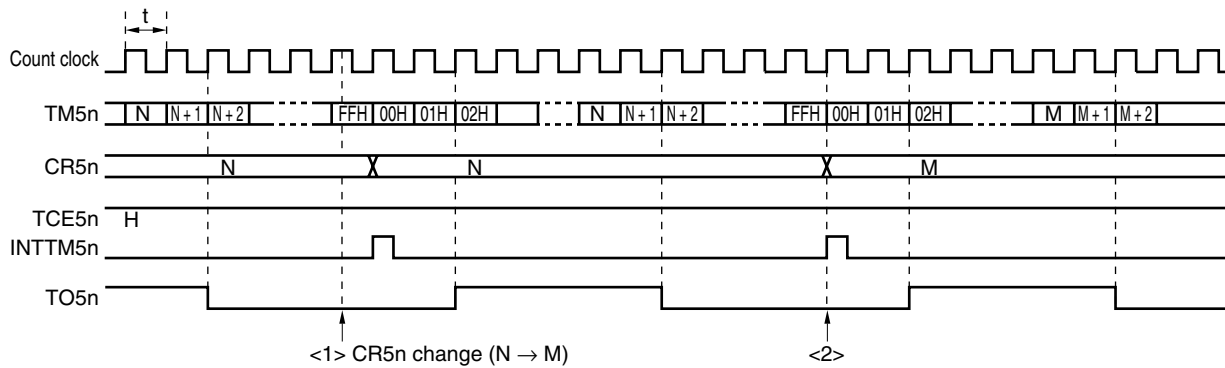 t
Count clock
TM5n N N + 1 N + 2 FFH 00H 01H 02H N N + 1 N + 2 FFH 00H 01H 02H M M + 1 M + 2
CR5n N N M
TCE5n H
INTTM5n
TO5n
<1> CR5n change (N → M) <2>